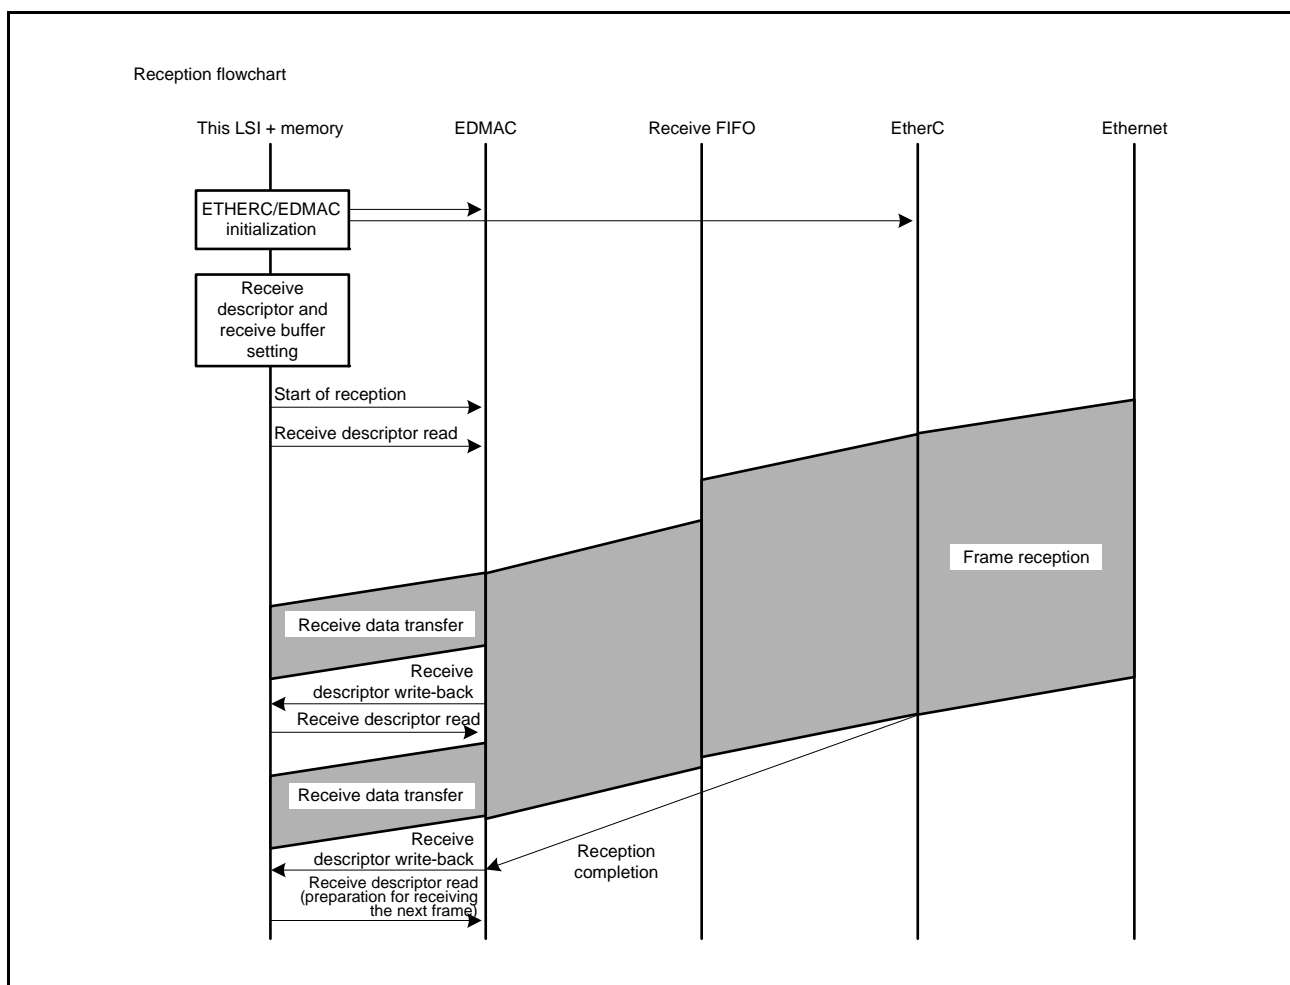 Reception flowchart
This LSI + memory
EDMAC
Receive FIFO
EtherC
Ethernet
ETHERC/EDMAC
initialization
Receive
descriptor and
receive buffer
setting
Start of reception
Receive descriptor read
Frame reception
Receive data transfer
Receive
descriptor write-back
Receive descriptor read
Receive data transfer
Receive
descriptor write-back
Reception
completion
Receive descriptor read
(preparation for receiving
the next frame)